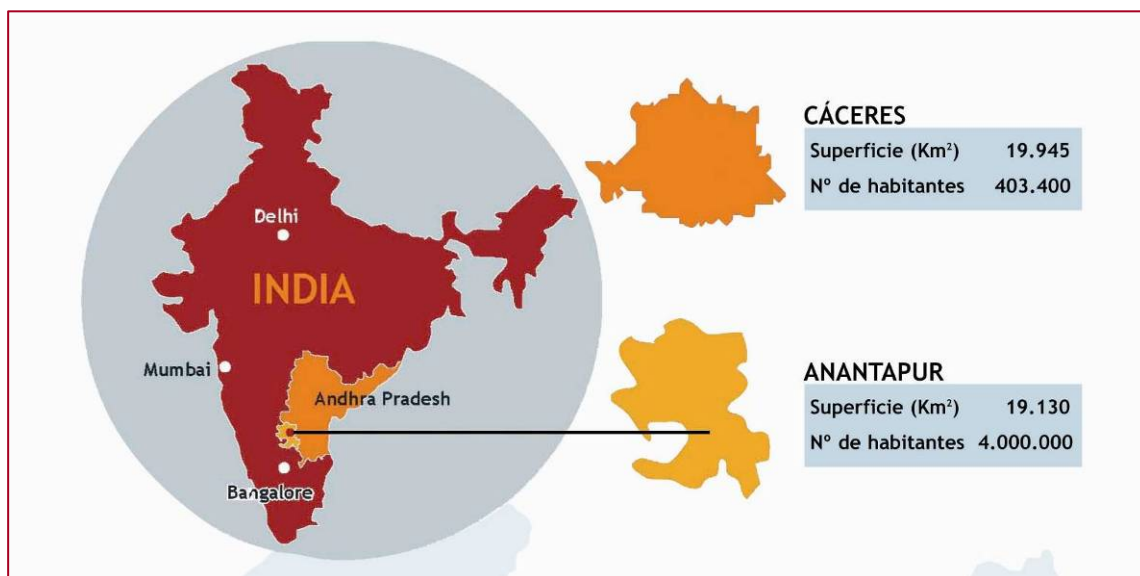 Delhi
INDIA
Mumbai
Andhra Pradesh
Bangalore
CÁCERES
Superficie (Km²) 19.945
Nº de habitantes 403.400
ANANTAPUR
Superficie (Km²) 19.130
Nº de habitantes 4.000.000